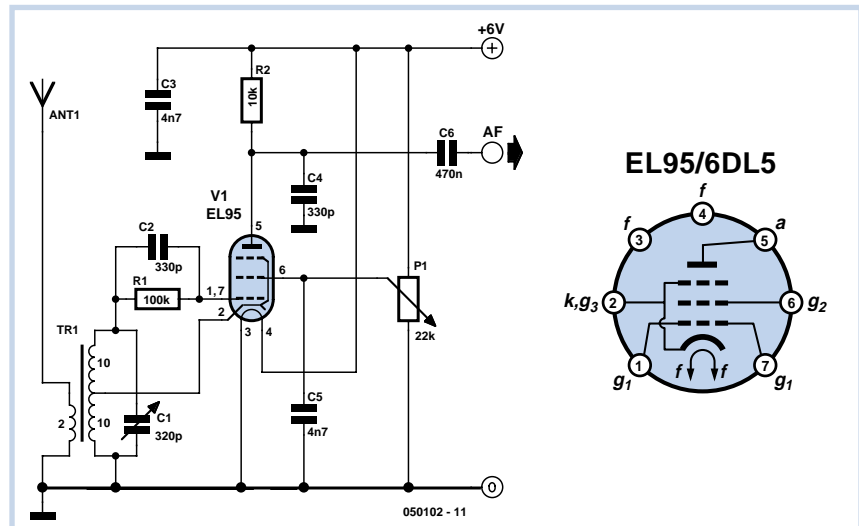 +6V
R2
10k
C3
4n7
ANT1
C6
470n
AF
C4
330p
V1
EL95
5
C2
330p
R1
100k
1, 7
6
2
3
4
P1
22k
TR1
10
10
2
C1
320p
C5
4n7
0
050102 - 11
EL95/6DL5
f
4
f
3
a
5
k,g3
2
6
g2
1
g1
7
g1
f
f